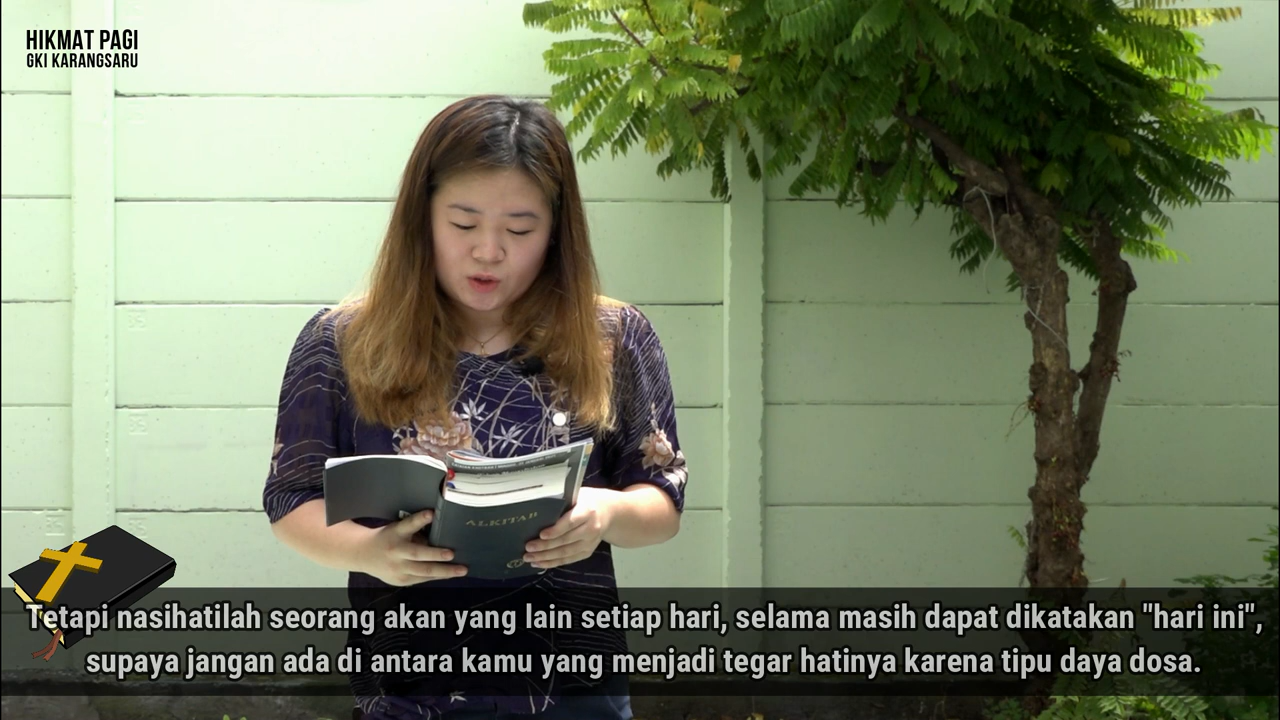 HIKMAT PAGI
GKI KARANGSARU
ALKITAB
Tetapi nasihatilah seorang akan yang lain setiap hari, selama masih dapat dikatakan "hari ini",
supaya jangan ada di antara kamu yang menjadi tegar hatinya karena tipu daya dosa.